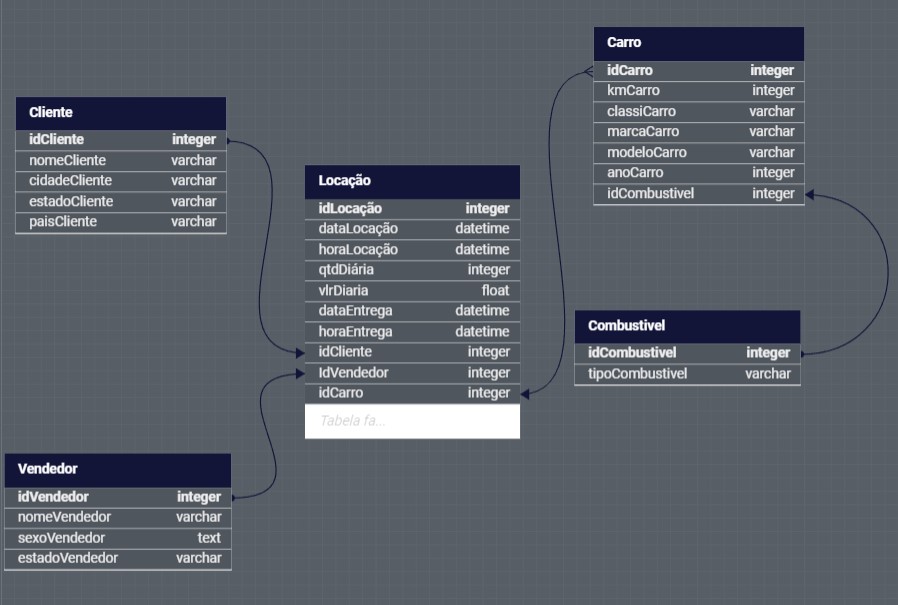 Carro
idCarro integer
kmCarro integer
classiCarro varchar
marcaCarro varchar
modeloCarro varchar
anoCarro integer
idCombustivel integer
Cliente
idCliente integer
nomeCliente varchar
cidadeCliente varchar
estadoCliente varchar
paisCliente varchar
Locação
idLocação integer
dataLocação datetime
horaLocação datetime
qtdDiária integer
vlrDiaria float
dataEntrega datetime
horaEntrega datetime
idCliente integer
IdVendedor integer
idCarro integer
Tabela fa...
Combustivel
idCombustivel integer
tipoCombustivel varchar
Vendedor
idVendedor integer
nomeVendedor varchar
sexoVendedor text
estadoVendedor varchar